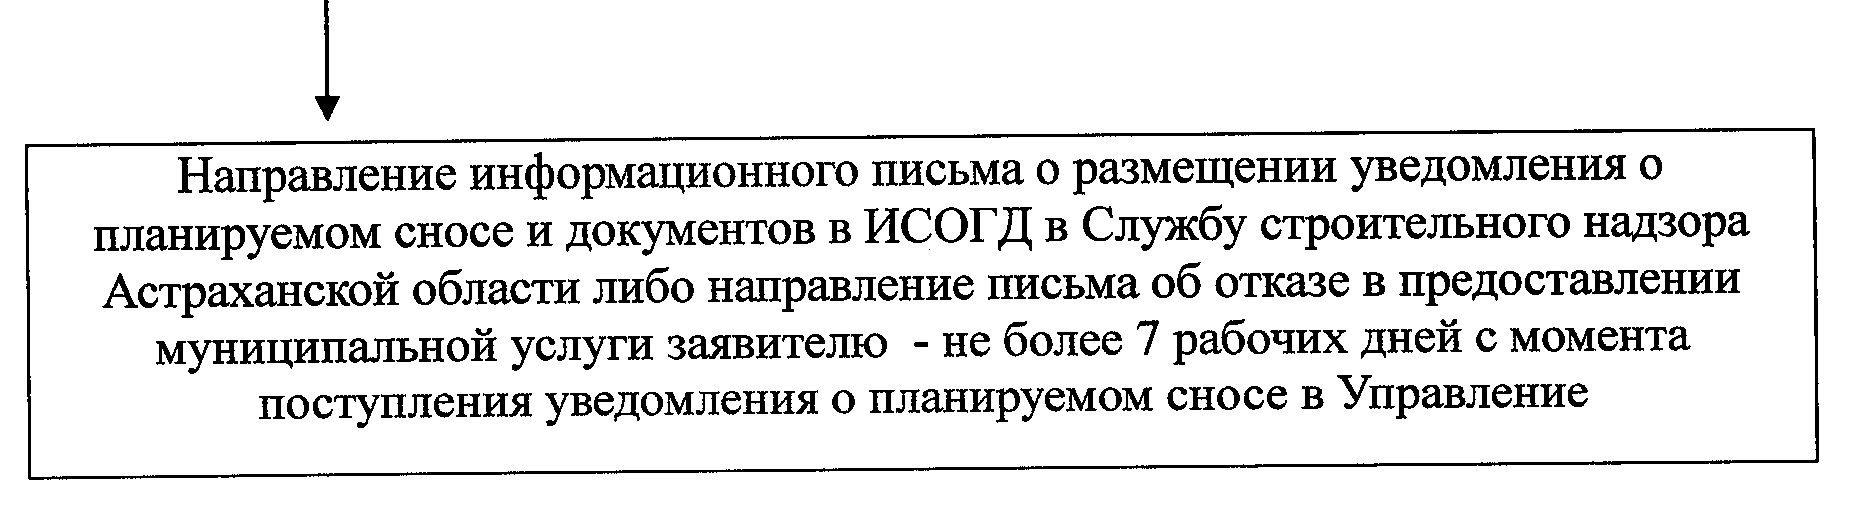 Направление информационного письма о размещении уведомления о
планируемом сносе и документов в ИСОГД в Службу строительного надзора
Астраханской области либо направление письма об отказе в предоставлении
муниципальной услуги заявителю - не более 7 рабочих дней с момента
поступления уведомления о планируемом сносе в Управление